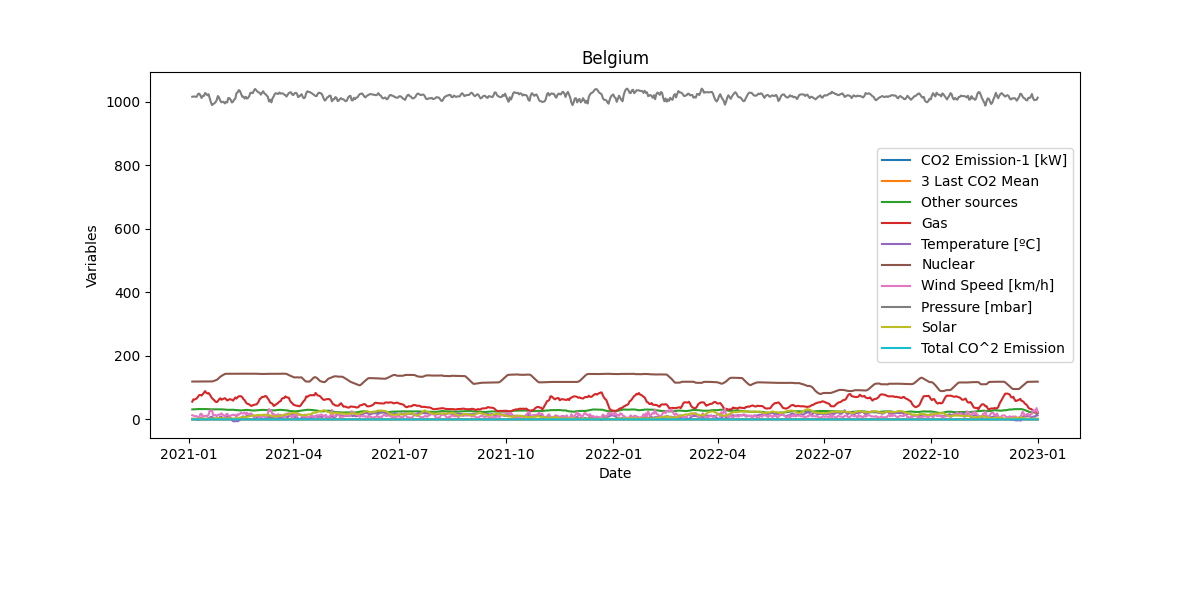 Belgium
1000
800
600
400
200
0
Variables
CO2 Emission-1 [kW]
3 Last CO2 Mean
Other sources
Gas
Temperature [ºC]
Nuclear
Wind Speed [km/h]
Pressure [mbar]
Solar
Total CO^2 Emission
2021-01 2021-04 2021-07 2021-10 2022-01 2022-04 2022-07 2022-10 2023-01
Date